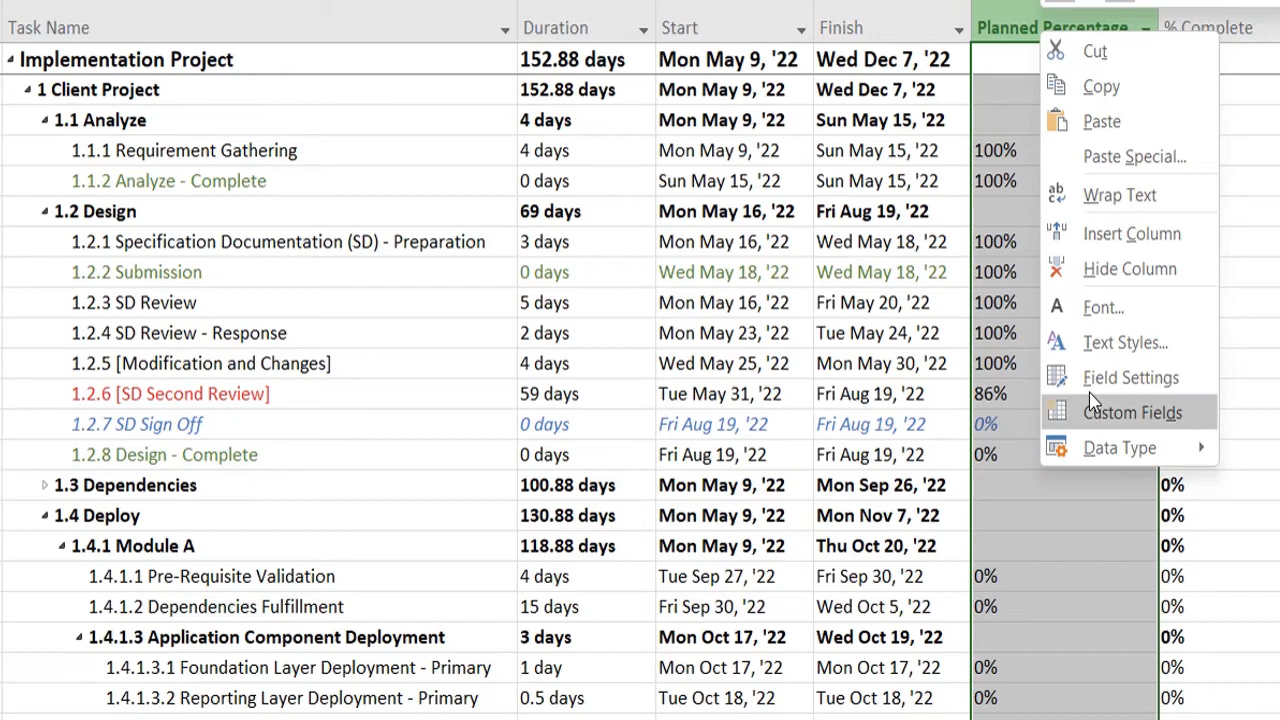 Task Name Duration Start Finish Planned Percentage % Complete
Implementation Project 152.88 days Mon May 9, '22 Wed Dec 7, '22
1 Client Project 152.88 days Mon May 9, '22 Wed Dec 7, '22
1.1 Analyze 4 days Mon May 9, '22 Sun May 15, '22
1.1.1 Requirement Gathering 4 days Mon May 9, '22 Sun May 15, '22 100%
1.1.2 Analyze - Complete 0 days Sun May 15, '22 Sun May 15, '22 100%
1.2 Design 69 days Mon May 16, '22 Fri Aug 19, '22
1.2.1 Specification Documentation (SD) - Preparation 3 days Mon May 16, '22 Wed May 18, '22 100%
1.2.2 Submission 0 days Wed May 18, '22 Wed May 18, '22 100%
1.2.3 SD Review 5 days Mon May 16, '22 Fri May 20, '22 100%
1.2.4 SD Review - Response 2 days Mon May 23, '22 Tue May 24, '22 100%
1.2.5 [Modification and Changes] 4 days Wed May 25, '22 Mon May 30, '22 100%
1.2.6 [SD Second Review] 59 days Tue May 31, '22 Fri Aug 19, '22 86%
1.2.7 SD Sign Off 0 days Fri Aug 19, '22 Fri Aug 19, '22 0%
1.2.8 Design - Complete 0 days Fri Aug 19, '22 Fri Aug 19, '22 0%
1.3 Dependencies 100.88 days Mon May 9, '22 Mon Sep 26, '22 0%
1.4 Deploy 130.88 days Mon May 9, '22 Mon Nov 7, '22 0%
1.4.1 Module A 118.88 days Mon May 9, '22 Thu Oct 20, '22 0%
1.4.1.1 Pre-Requisite Validation 4 days Tue Sep 27, '22 Fri Sep 30, '22 0% 0%
1.4.1.2 Dependencies Fulfillment 15 days Fri Sep 30, '22 Wed Oct 5, '22 0% 0%
1.4.1.3 Application Component Deployment 3 days Mon Oct 17, '22 Wed Oct 19, '22 0%
1.4.1.3.1 Foundation Layer Deployment - Primary 1 day Mon Oct 17, '22 Mon Oct 17, '22 0% 0%
1.4.1.3.2 Reporting Layer Deployment - Primary 0.5 days Tue Oct 18, '22 Tue Oct 18, '22 0% 0%
Cut
Copy
Paste
Paste Special...
Wrap Text
Insert Column
Hide Column
Font...
Text Styles...
Field Settings
Custom Fields
Data Type